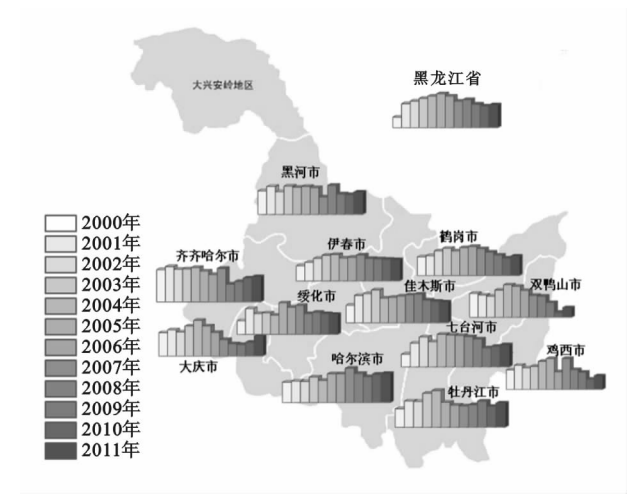 黑龙江省
大兴安岭地区
黑河市
伊春市
鹤岗市
齐齐哈尔市
佳木斯市
双鸭山市
绥化市
七台河市
大庆市
哈尔滨市
鸡西市
牡丹江市
2000年
2001年
2002年
2003年
2004年
2005年
2006年
2007年
2008年
2009年
2010年
2011年